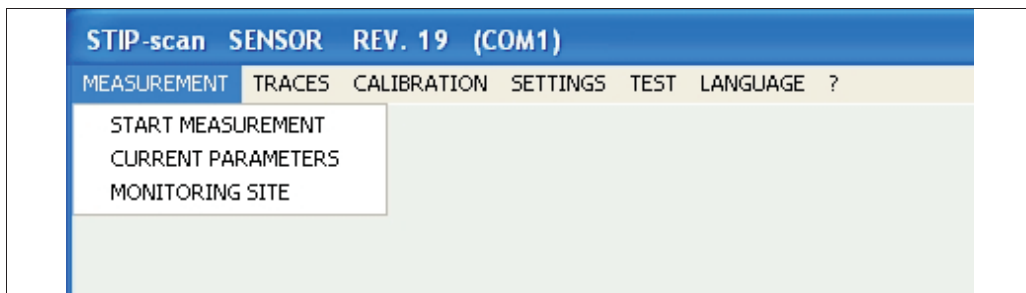 STIP-scan SENSOR REV. 19 (COM1)
MEASUREMENT TRACES CALIBRATION SETTINGS TEST LANGUAGE ?
START MEASUREMENT
CURRENT PARAMETERS
MONITORING SITE